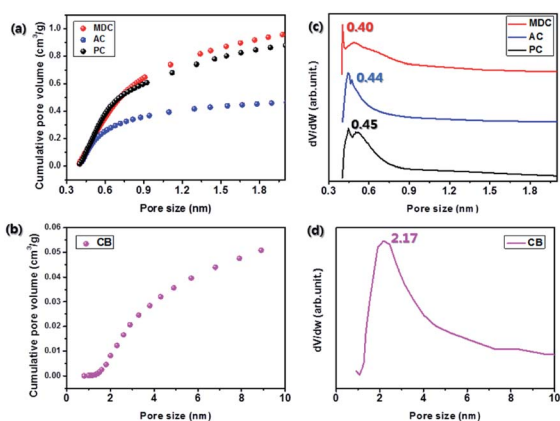 (a)
MDC
AC
PC
Cumulative pore volume (cm³/g)
1.0
0.8
0.6
0.4
0.2
0.0
0.4 0.6 0.9 1.2 1.5 1.8
Pore size (nm)
(c)
MDC
AC
PC
0.40
0.44
0.45
dV/dW (arb.unit.)
0.3 0.6 0.9 1.2 1.5 1.8
Pore size (nm)
(b)
CB
Cumulative pore volume (cm³/g)
0.06
0.05
0.04
0.03
0.02
0.01
0.00
0 2 4 6 8 10
Pore size (nm)
(d)
CB
2.17
dV/dw (arb.unit.)
0 2 4 6 8 10
Pore size (nm)